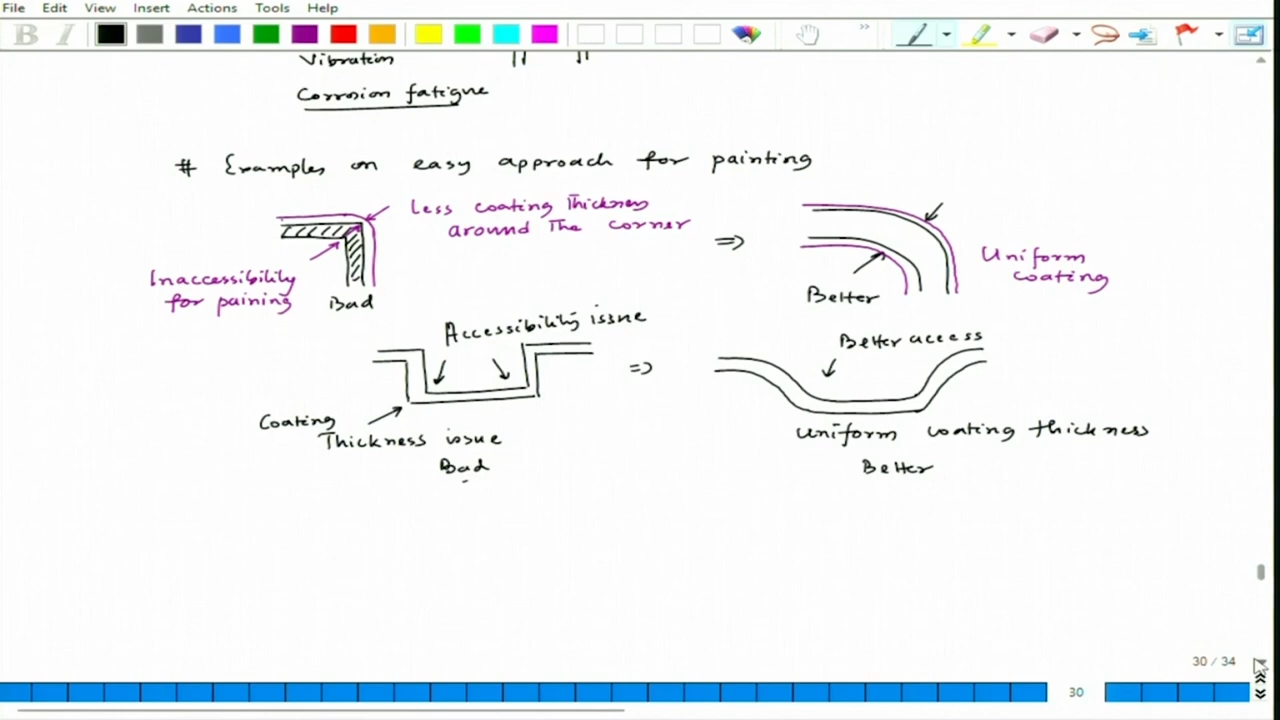 File Edit View Insert Actions Tools Help
B I
Vibration
Corrosion fatigue
# Examples on easy approach for painting
Less coating Thickness
around The corner
=>
Uniform
coating
Inaccessibility
for paining
Bad
Better
Accessibility issue
Better access
=>
Coating
Thickness issue
Bad
Uniform coating thickness
Better
30 / 34
30